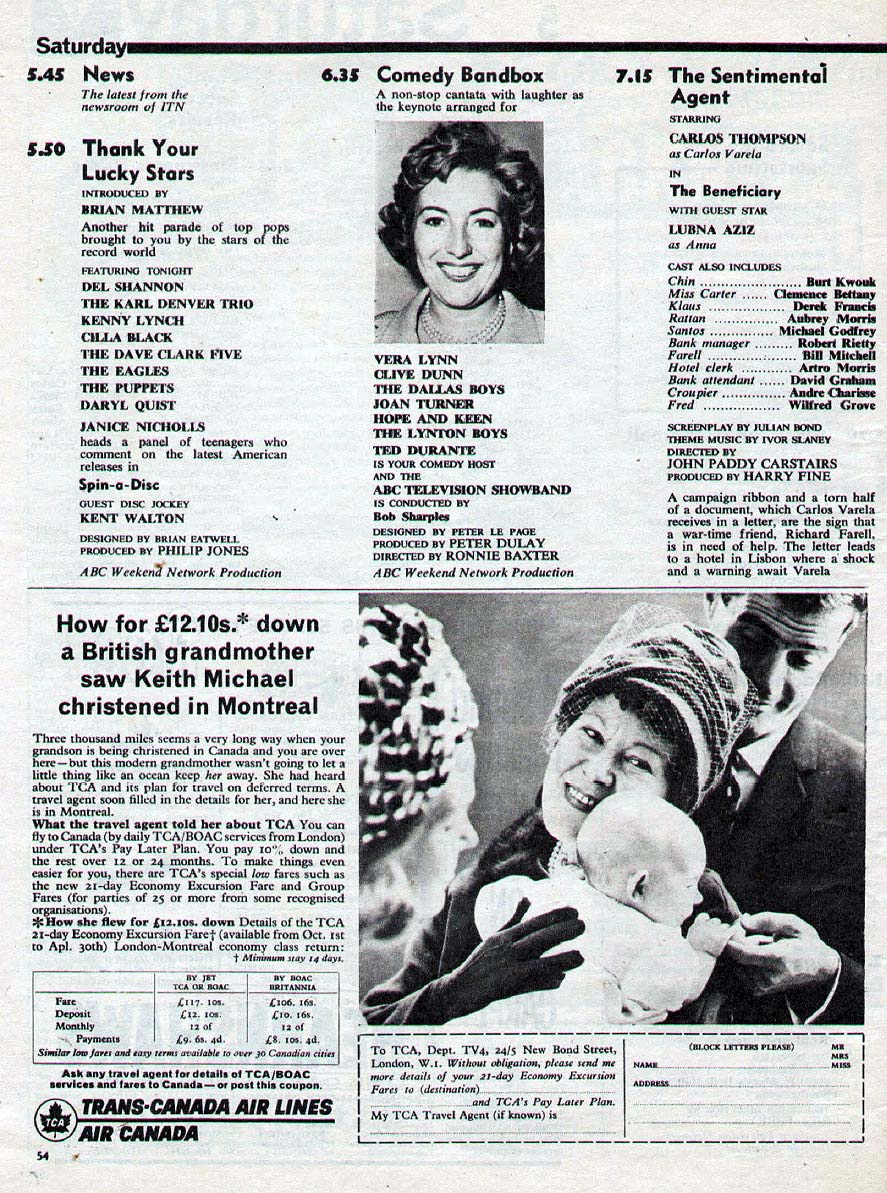 Saturday
5.45 News
The latest from the
newsroom of ITN
5.50 Thank Your
Lucky Stars
INTRODUCED BY
BRIAN MATTHEW
Another hit parade of top pops
brought to you by the stars of the
record world
FEATURING TONIGHT
DEL SHANNON
THE KARL DENVER TRIO
KENNY LYNCH
CILLA BLACK
THE DAVE CLARK FIVE
THE EAGLES
THE PUPPETS
DARYL QUIST
JANICE NICHOLLS
heads a panel of teenagers who
comment on the latest American
releases in
Spin-a-Disc
GUEST DISC JOCKEY
KENT WALTON
DESIGNED BY BRIAN EATWELL
PRODUCED BY PHILIP JONES
ABC Weekend Network Production
6.35 Comedy Bandbox
A non-stop cantata with laughter as
the keynote arranged for
VERA LYNN
CLIVE DUNN
THE DALLAS BOYS
JOAN TURNER
HOPE AND KEEN
THE LYNTON BOYS
TED DURANTE
IS YOUR COMEDY HOST
AND THE
ABC TELEVISION SHOWBAND
IS CONDUCTED BY
Bob Sharples
DESIGNED BY PETER LE PAGE
PRODUCED BY PETER DULAY
DIRECTED BY RONNIE BAXTER
ABC Weekend Network Production
7.15 The Sentimental
Agent
STARRING
CARLOS THOMPSON
as Carlos Varela
IN
The Beneficiary
WITH GUEST STAR
LUBNA AZIZ
as Anna
CAST ALSO INCLUDES
Chin ........................ Burt Kwouk
Miss Carter ...... Clemence Bettany
Klaus .................. Derek Francis
Rattan ............... Aubrey Morris
Santos ............... Michael Godfrey
Bank manager ......... Robert Rietty
Farell ..................... Bill Mitchell
Hotel clerk ............ Artro Morris
Bank attendant ...... David Graham
Croupier ............... Andre Charisse
Fred .................. Wilfred Grove
SCREENPLAY BY JULIAN BOND
THEME MUSIC BY IVOR SLANEY
DIRECTED BY
JOHN PADDY CARSTAIRS
PRODUCED BY HARRY FINE
A campaign ribbon and a torn half
of a document, which Carlos Varela
receives in a letter, are the sign that
a war-time friend, Richard Farell,
is in need of help. The letter leads
to a hotel in Lisbon where a shock
and a warning await Varela
How for £12.10s.* down
a British grandmother
saw Keith Michael
christened in Montreal
Three thousand miles seems a very long way when your
grandson is being christened in Canada and you are over
here—but this modern grandmother wasn't going to let a
little thing like an ocean keep her away. She had heard
about TCA and its plan for travel on deferred terms. A
travel agent soon filled in the details for her, and here she
is in Montreal.
What the travel agent told her about TCA You can
fly to Canada (by daily TCA/BOAC services from London)
under TCA's Pay Later Plan. You pay 10% down and
the rest over 12 or 24 months. To make things even
easier for you, there are TCA's special low fares such as
the new 21-day Economy Excursion Fare and Group
Fares (for parties of 25 or more from some recognised
organisations).
*How she flew for £12.10s. down Details of the TCA
21-day Economy Excursion Fare† (available from Oct. 1st
to Apl. 30th) London-Montreal economy class return:
† Minimum stay 14 days.
BY JET
TCA OR BOAC
BY BOAC
BRITANNIA
Fare £117. 10s. £106. 16s.
Deposit £12. 10s. £10. 16s.
Monthly 12 of 12 of
Payments £9. 6s. 4d. £8. 10s. 4d.
Similar low fares and easy terms available to over 30 Canadian cities
Ask any travel agent for details of TCA/BOAC
services and fares to Canada—or post this coupon.
TCA
TRANS-CANADA AIR LINES
AIR CANADA
To TCA, Dept. TV4, 24/5 New Bond Street,
London, W.1. Without obligation, please send me
more details of your 21-day Economy Excursion
Fares to (destination)
and TCA's Pay Later Plan.
My TCA Travel Agent (if known) is
(BLOCK LETTERS PLEASE)
MR
MRS
NAME MISS
ADDRESS
54